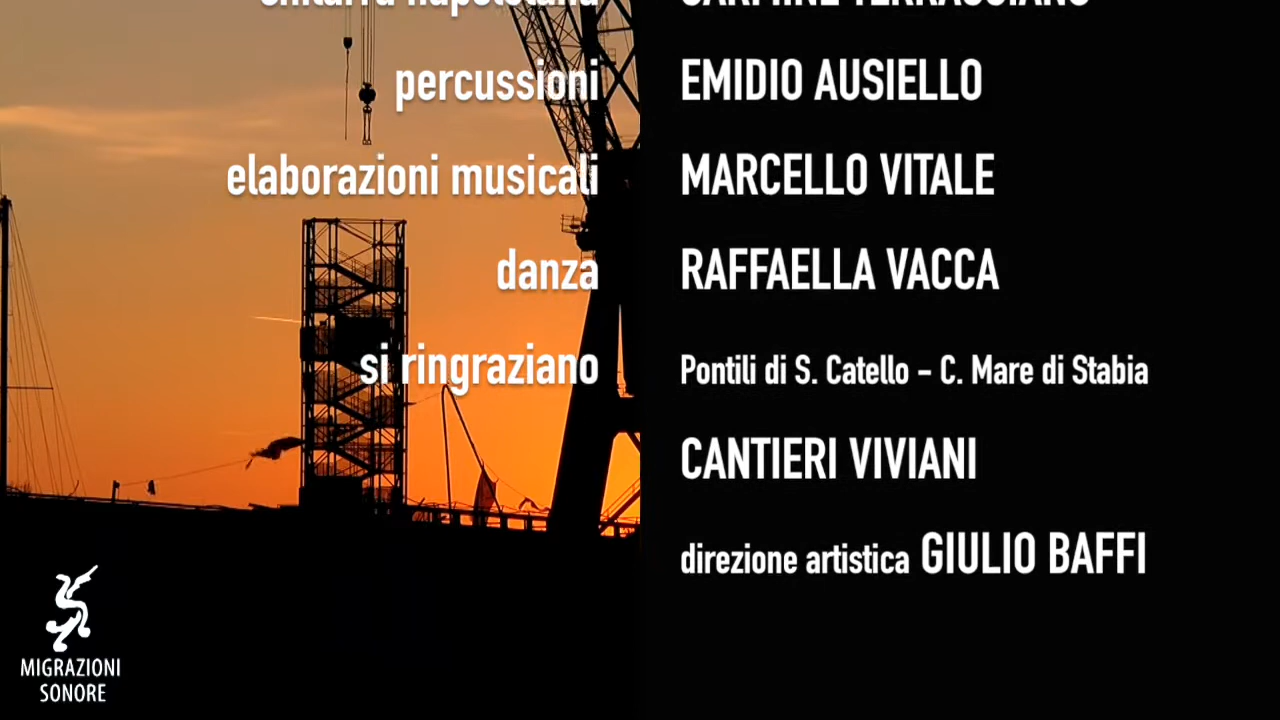 percussioni EMIDIO AUSIELLO
elaborazioni musicali MARCELLO VITALE
danza RAFFAELLA VACCA
si ringraziano Pontili di S. Catello – C. Mare di Stabia
CANTIERI VIVIANI
direzione artistica GIULIO BAFFI
MIGRAZIONI
SONORE